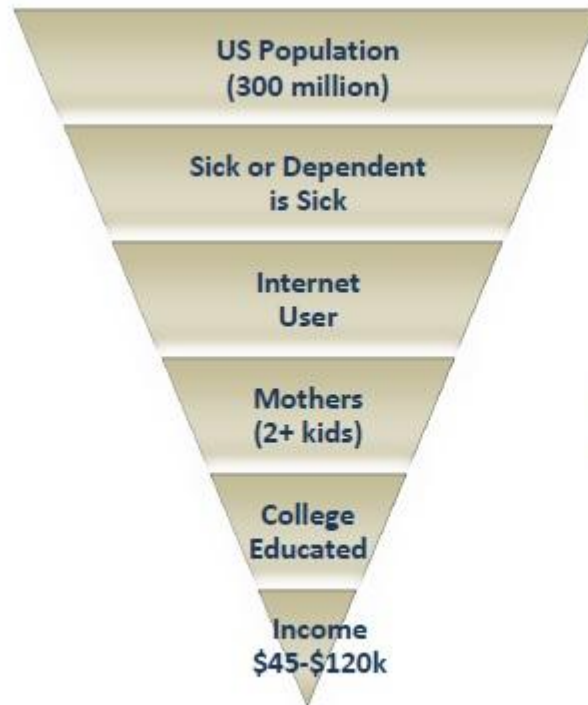 US Population
(300 million)
Sick or Dependent
is Sick
Internet
User
Mothers
(2+ kids)
College
Educated
Income
$45-$120k